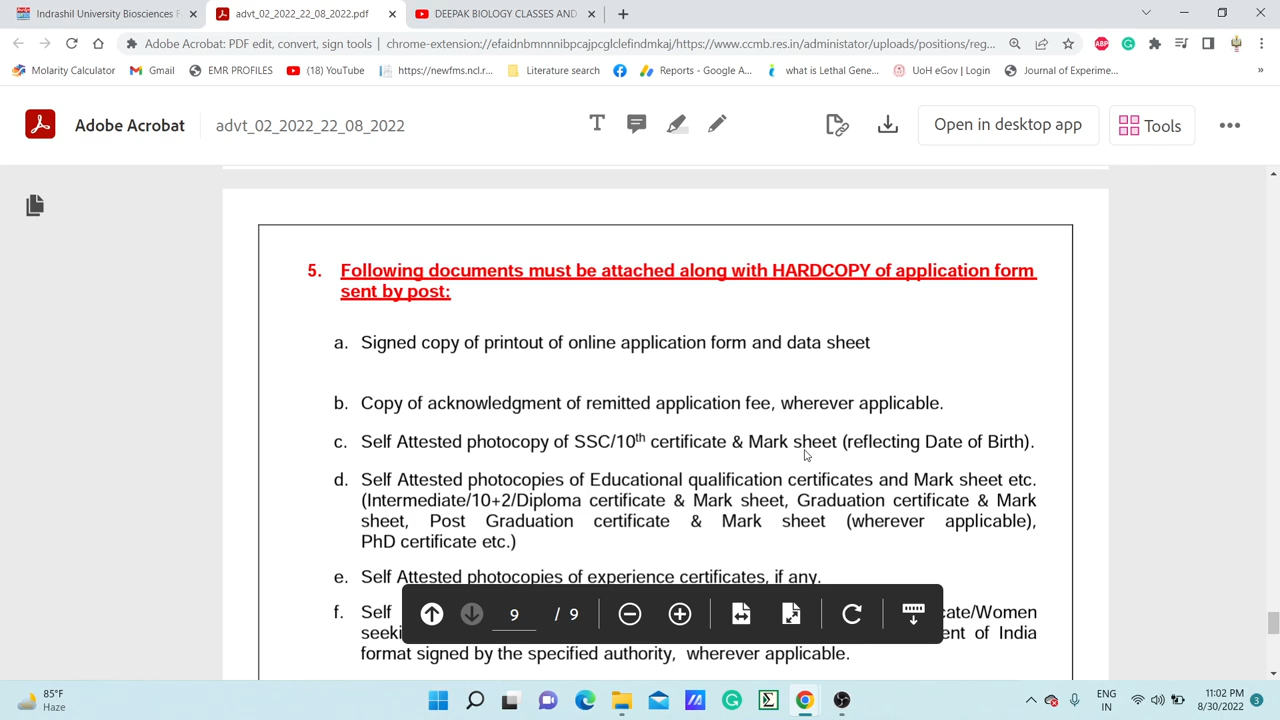 Indrashil University Biosciences F
advt_02_2022_22_08_2022.pdf
DEEPAK BIOLOGY CLASSES AND
Adobe Acrobat: PDF edit, convert, sign tools | chrome-extension://efaidnbmnnnibpcajpcglclefindmkaj/https://www.ccmb.res.in/administator/uploads/positions/reg...
ABP
Molarity Calculator
Gmail
EMR PROFILES
(18) YouTube
https://newfms.ncl.r...
Literature search
Reports - Google A...
what is Lethal Gene...
UoH eGov | Login
Journal of Experime...
»
Adobe Acrobat
advt_02_2022_22_08_2022
Open in desktop app
Tools
5. Following documents must be attached along with HARDCOPY of application form
sent by post:
a. Signed copy of printout of online application form and data sheet
b. Copy of acknowledgment of remitted application fee, wherever applicable.
c. Self Attested photocopy of SSC/10th certificate & Mark sheet (reflecting Date of Birth).
d. Self Attested photocopies of Educational qualification certificates and Mark sheet etc.
(Intermediate/10+2/Diploma certificate & Mark sheet, Graduation certificate & Mark
sheet, Post Graduation certificate & Mark sheet (wherever applicable),
PhD certificate etc.)
e. Self Attested photocopies of experience certificates, if any.
f. Self cate/Women
seeki ent of India
format signed by the specified authority, wherever applicable.
9 / 9
85°F
Haze
ENG
IN
11:02 PM
8/30/2022
3